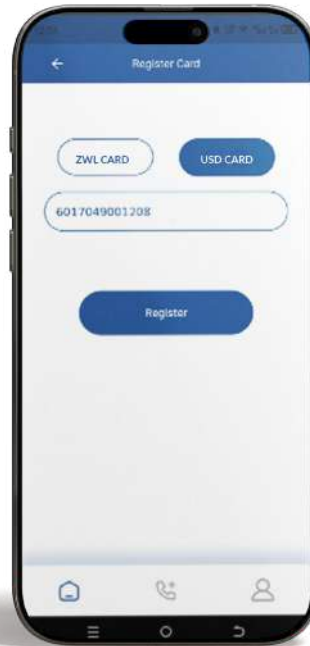 Register Card
ZWL CARD
USD CARD
6017049001208
Register